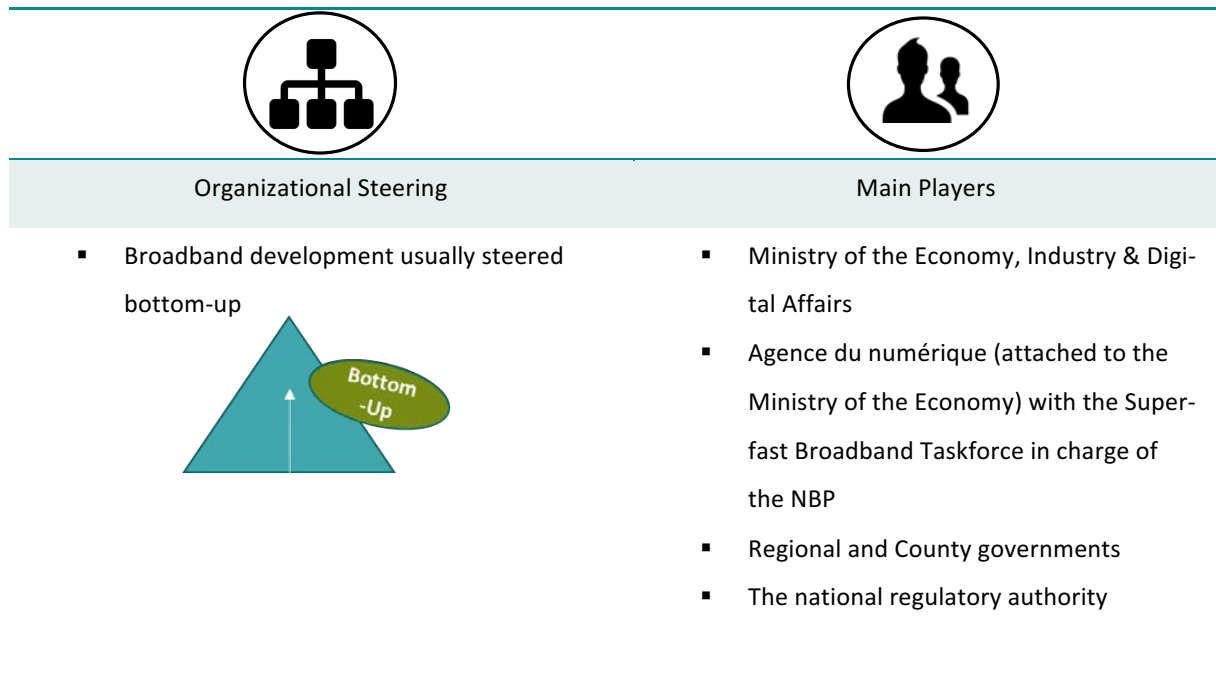 Organizational Steering
Main Players
▪ Broadband development usually steered
bottom-up
Bottom
-Up
▪ Ministry of the Economy, Industry & Digi-
tal Affairs
▪ Agence du numérique (attached to the
Ministry of the Economy) with the Super-
fast Broadband Taskforce in charge of
the NBP
▪ Regional and County governments
▪ The national regulatory authority